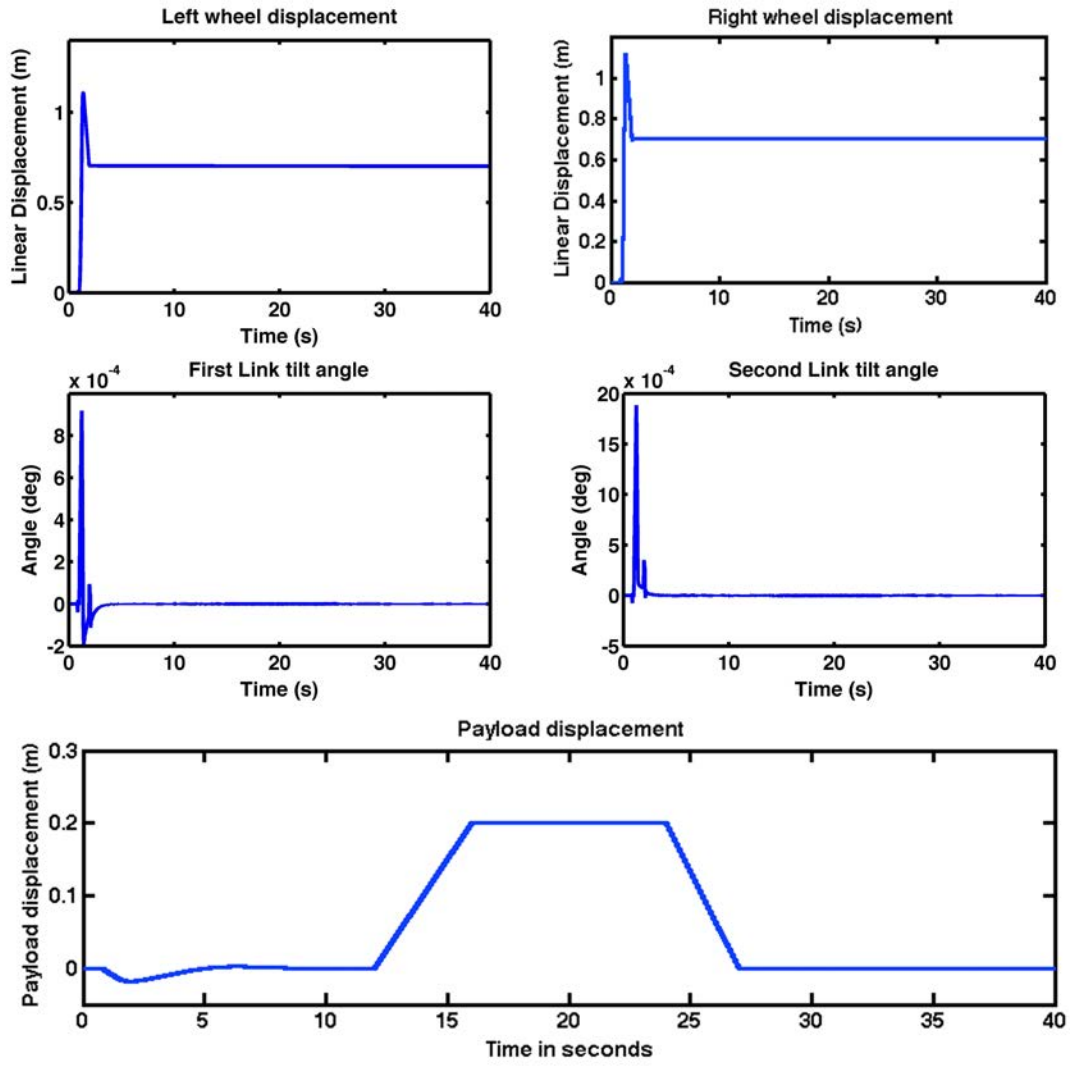 Left wheel displacement
Linear Displacement (m)
1
0.5
0
0 10 20 30 40
Time (s)
Right wheel displacement
Linear Displacement (m)
1
0.8
0.6
0.4
0.2
0
0 10 20 30 40
Time (s)
First Link tilt angle
x 10-4
Angle (deg)
8
6
4
2
0
-2
0 10 20 30 40
Time (s)
Second Link tilt angle
x 10-4
Angle (deg)
20
15
10
5
0
-5
0 10 20 30 40
Time (s)
Payload displacement
Payload displacement (m)
0.3
0.2
0.1
0
0 5 10 15 20 25 30 35 40
Time in seconds